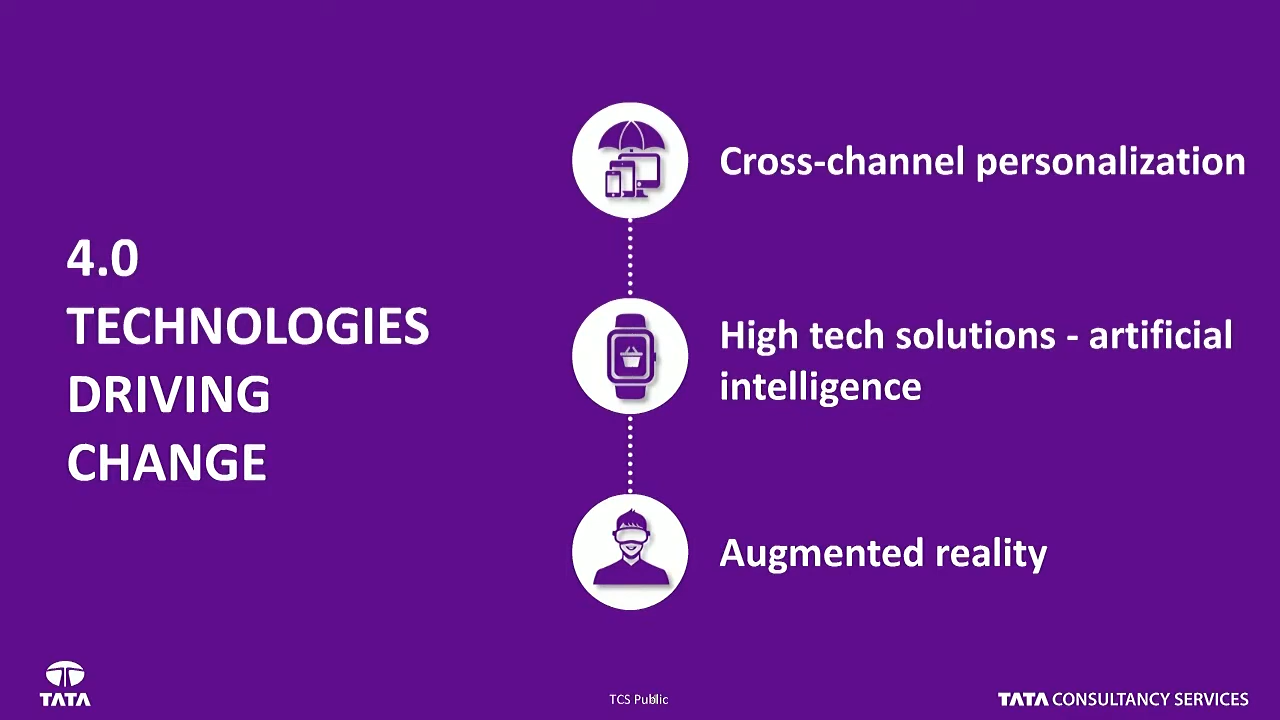 4.0
TECHNOLOGIES
DRIVING
CHANGE
Cross-channel personalization
High tech solutions - artificial
intelligence
Augmented reality
TATA
TCS Public
TATA CONSULTANCY SERVICES